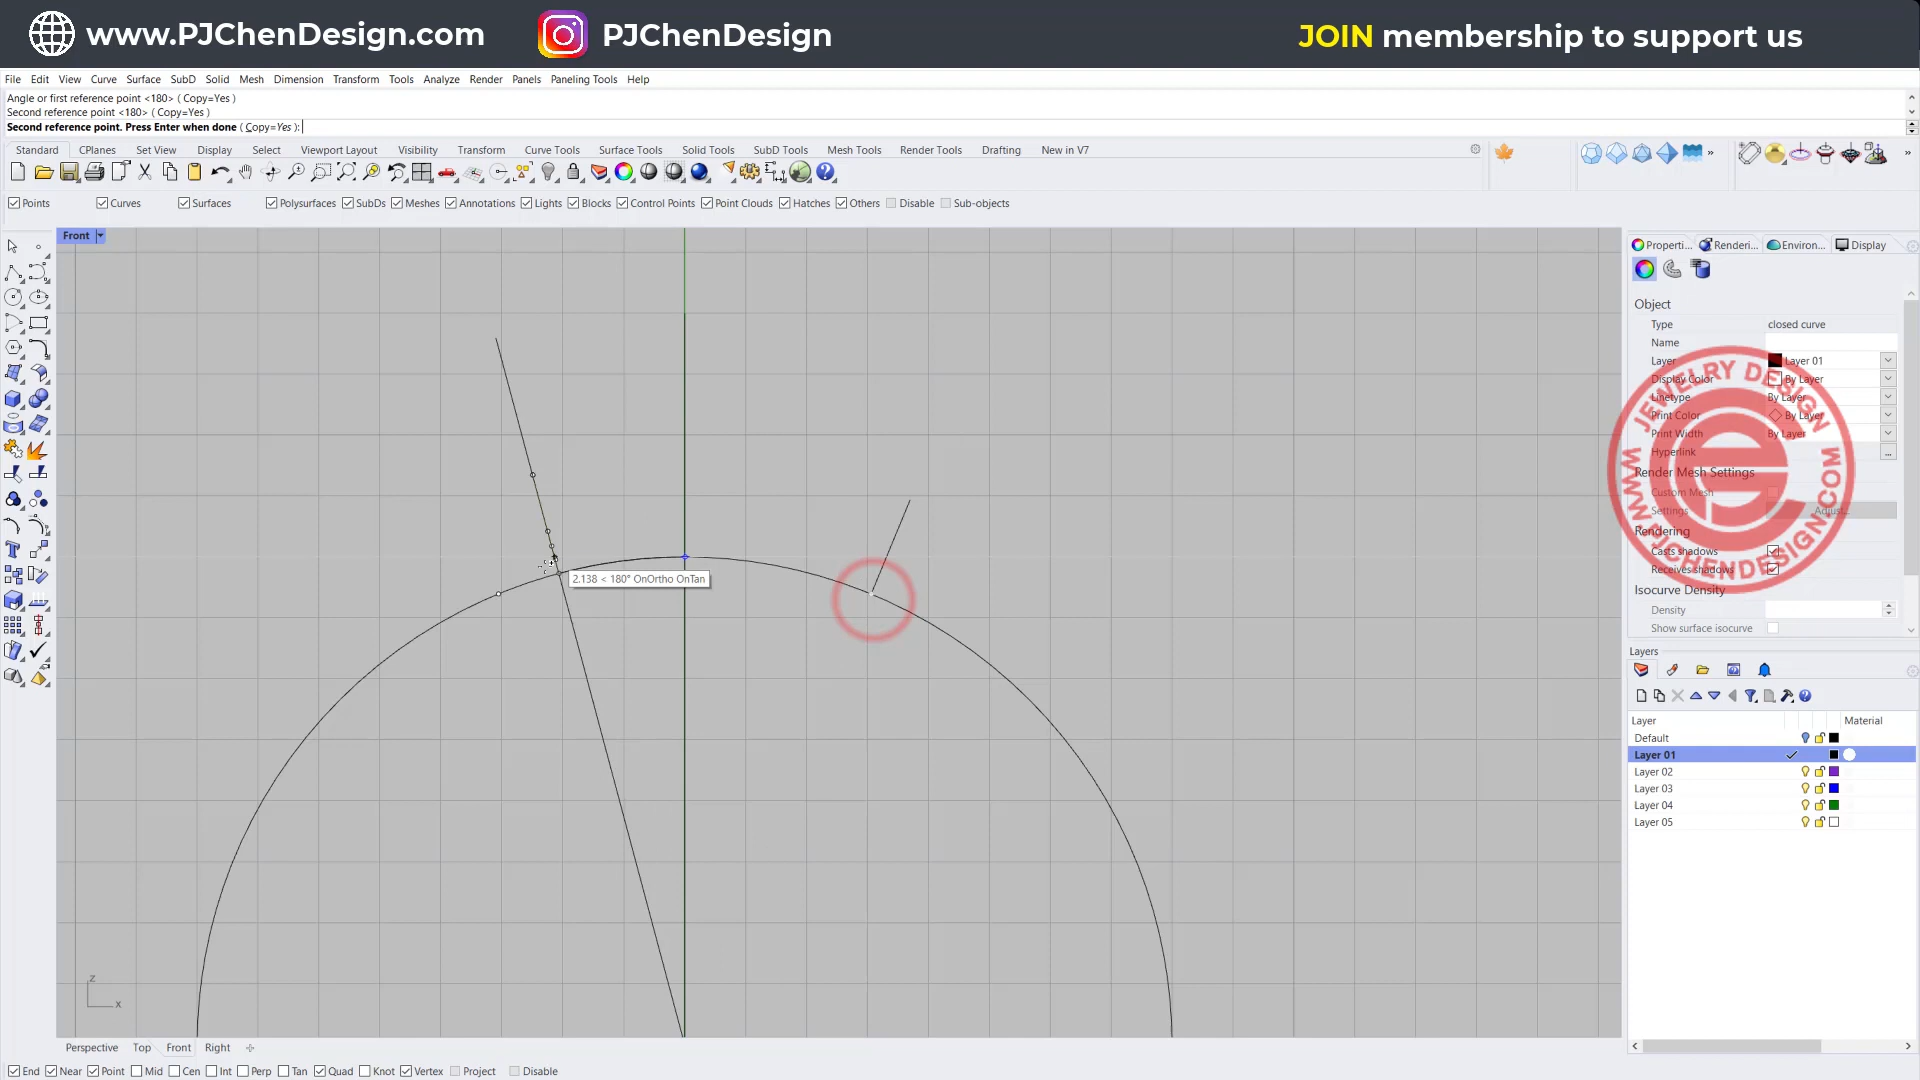 www.PJChenDesign.com PJChenDesign JOIN membership to support us
File Edit View Curve Surface SubD Solid Mesh Dimension Transform Tools Analyze Render Panels Paneling Tools Help
Angle or first reference point <180> ( Copy=Yes )
Second reference point <180> ( Copy=Yes )
Second reference point. Press Enter when done ( Copy=Yes ):
Standard CPlanes Set View Display Select Viewport Layout Visibility Transform Curve Tools Surface Tools Solid Tools SubD Tools Mesh Tools Render Tools Drafting New in V7
Points Curves Surfaces Polysurfaces SubDs Meshes Annotations Lights Blocks Control Points Point Clouds Hatches Others Disable Sub-objects
Front
Properti... Renderi... Environ... Display
Object
Type closed curve
Name
Layer Layer 01
Display Color By Layer
Linetype By Layer
Print Color By Layer
Print Width By Layer
Hyperlink ...
Render Mesh Settings
Custom Mesh
Settings Adjust...
Rendering
Casts shadows
Receives shadows
Isocurve Density
Density
Show surface isocurve
JEWELRY DESIGN
WWW.PJCHENDESIGN.COM
2.138 < 180° OnOrtho OnTan
Layers
Layer Material
Default
Layer 01
Layer 02
Layer 03
Layer 04
Layer 05
z
x
Perspective Top Front Right
End Near Point Mid Cen Int Perp Tan Quad Knot Vertex Project Disable